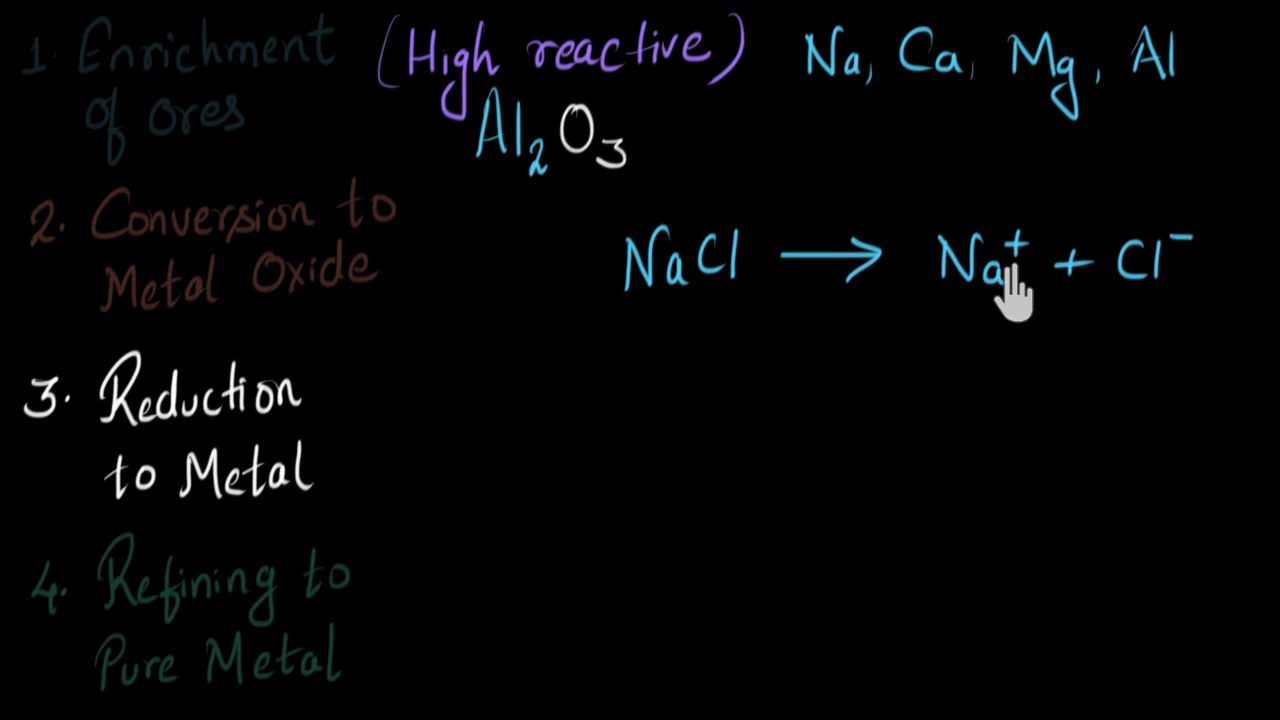 1. Enrichment of ores
(High reactive) Na, Ca, Mg, Al
Al₂O₃
2. Conversion to
Metal Oxide
NaCl → Na⁺ + Cl⁻
3. Reduction
to Metal
4. Refining to
Pure Metal